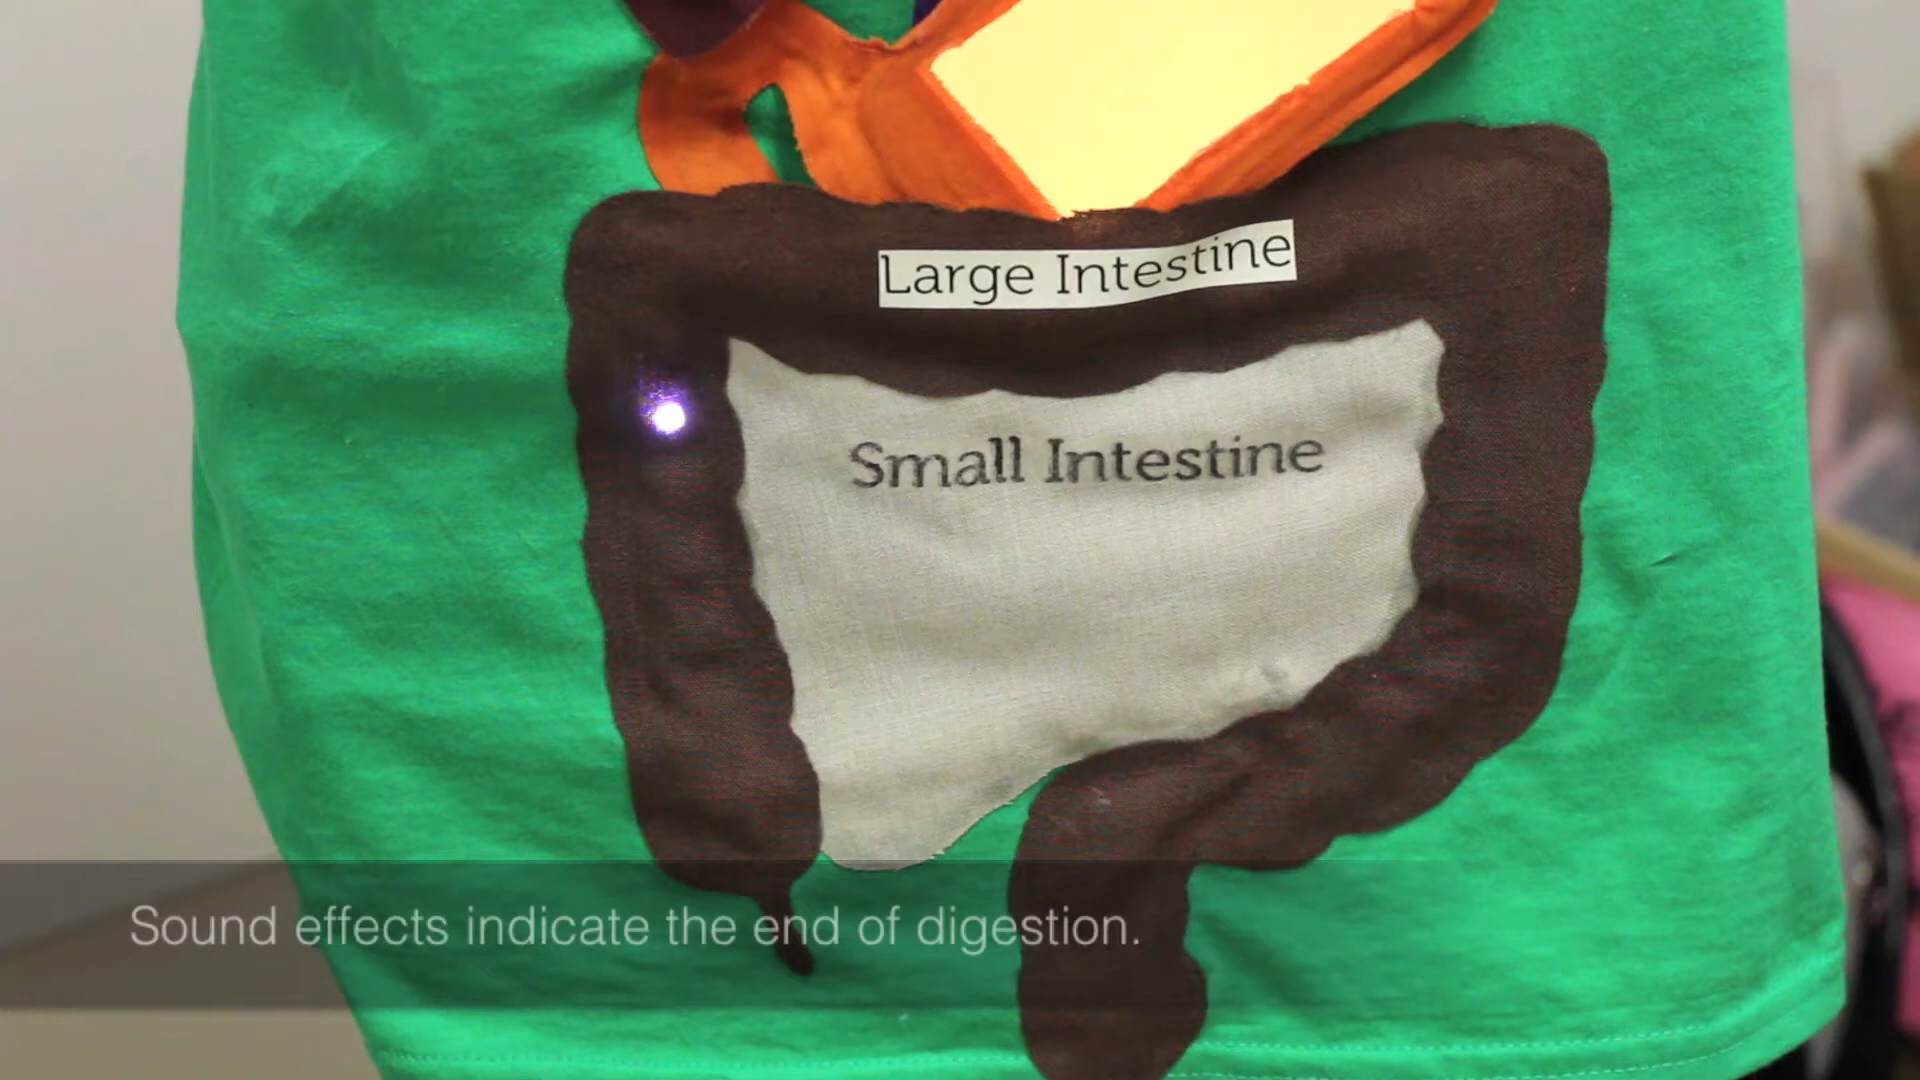 Large Intestine
Small Intestine
Sound effects indicate the end of digestion.